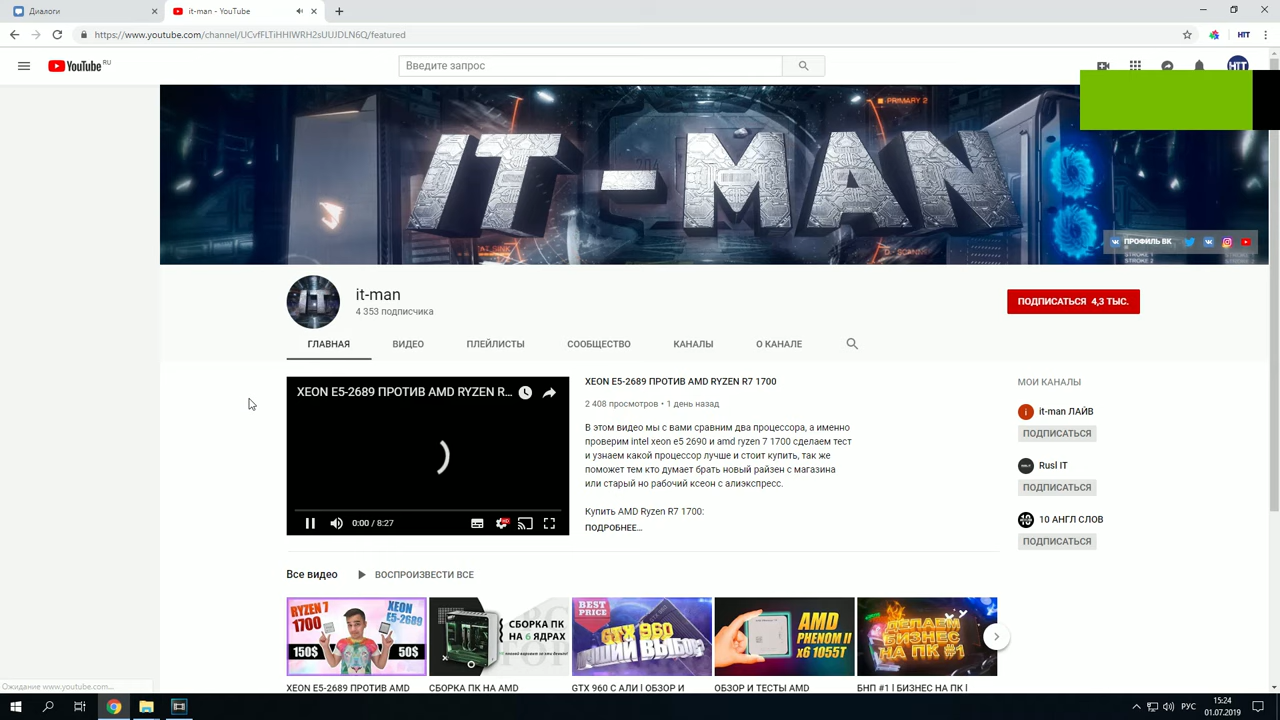 Диалоги
it-man - YouTube
https://www.youtube.com/channel/UCvfFLTiHHIWRH2sUUJDLN6Q/featured
НIТ
YouTube RU
Введите запрос
PRIMARY 2
IT-MAN
ПРОФИЛЬ ВК
STROKE 1
STROKE 2
it-man
4 353 подписчика
ПОДПИСАТЬСЯ 4,3 ТЫС.
ГЛАВНАЯ
ВИДЕО
ПЛЕЙЛИСТЫ
СООБЩЕСТВО
КАНАЛЫ
О КАНАЛЕ
XEON E5-2689 ПРОТИВ AMD RYZEN R...
0:00 / 8:27
XEON E5-2689 ПРОТИВ AMD RYZEN R7 1700
2 408 просмотров • 1 день назад
В этом видео мы с вами сравним два процессора, а именно
проверим intel xeon e5 2690 и amd ryzen 7 1700 сделаем тест
и узнаем какой процессор лучше и стоит купить, так же
поможет тем кто думает брать новый райзен с магазина
или старый но рабочий ксеон с алиэкспресс.
Купить AMD Ryzen R7 1700:
ПОДРОБНЕЕ...
МОИ КАНАЛЫ
it-man ЛАЙВ
ПОДПИСАТЬСЯ
Rusl IT
ПОДПИСАТЬСЯ
10 АНГЛ СЛОВ
ПОДПИСАТЬСЯ
Все видео
ВОСПРОИЗВЕСТИ ВСЕ
RYZEN 7
1700
XEON
E5-2689
150$
50$
СБОРКА ПК
НА 6 ЯДРАХ
BEST
PRICE
GTX 960
AMD
PHENOM II
x6 1055T
ДЕЛАЕМ
БИЗНЕС
НА ПК #1
XEON E5-2689 ПРОТИВ AMD
СБОРКА ПК НА AMD
GTX 960 С АЛИ l ОБЗОР И
ОБЗОР И ТЕСТЫ AMD
БНП #1 l БИЗНЕС НА ПК l
Ожидание www.youtube.com...
РУС
15:24
01.07.2019